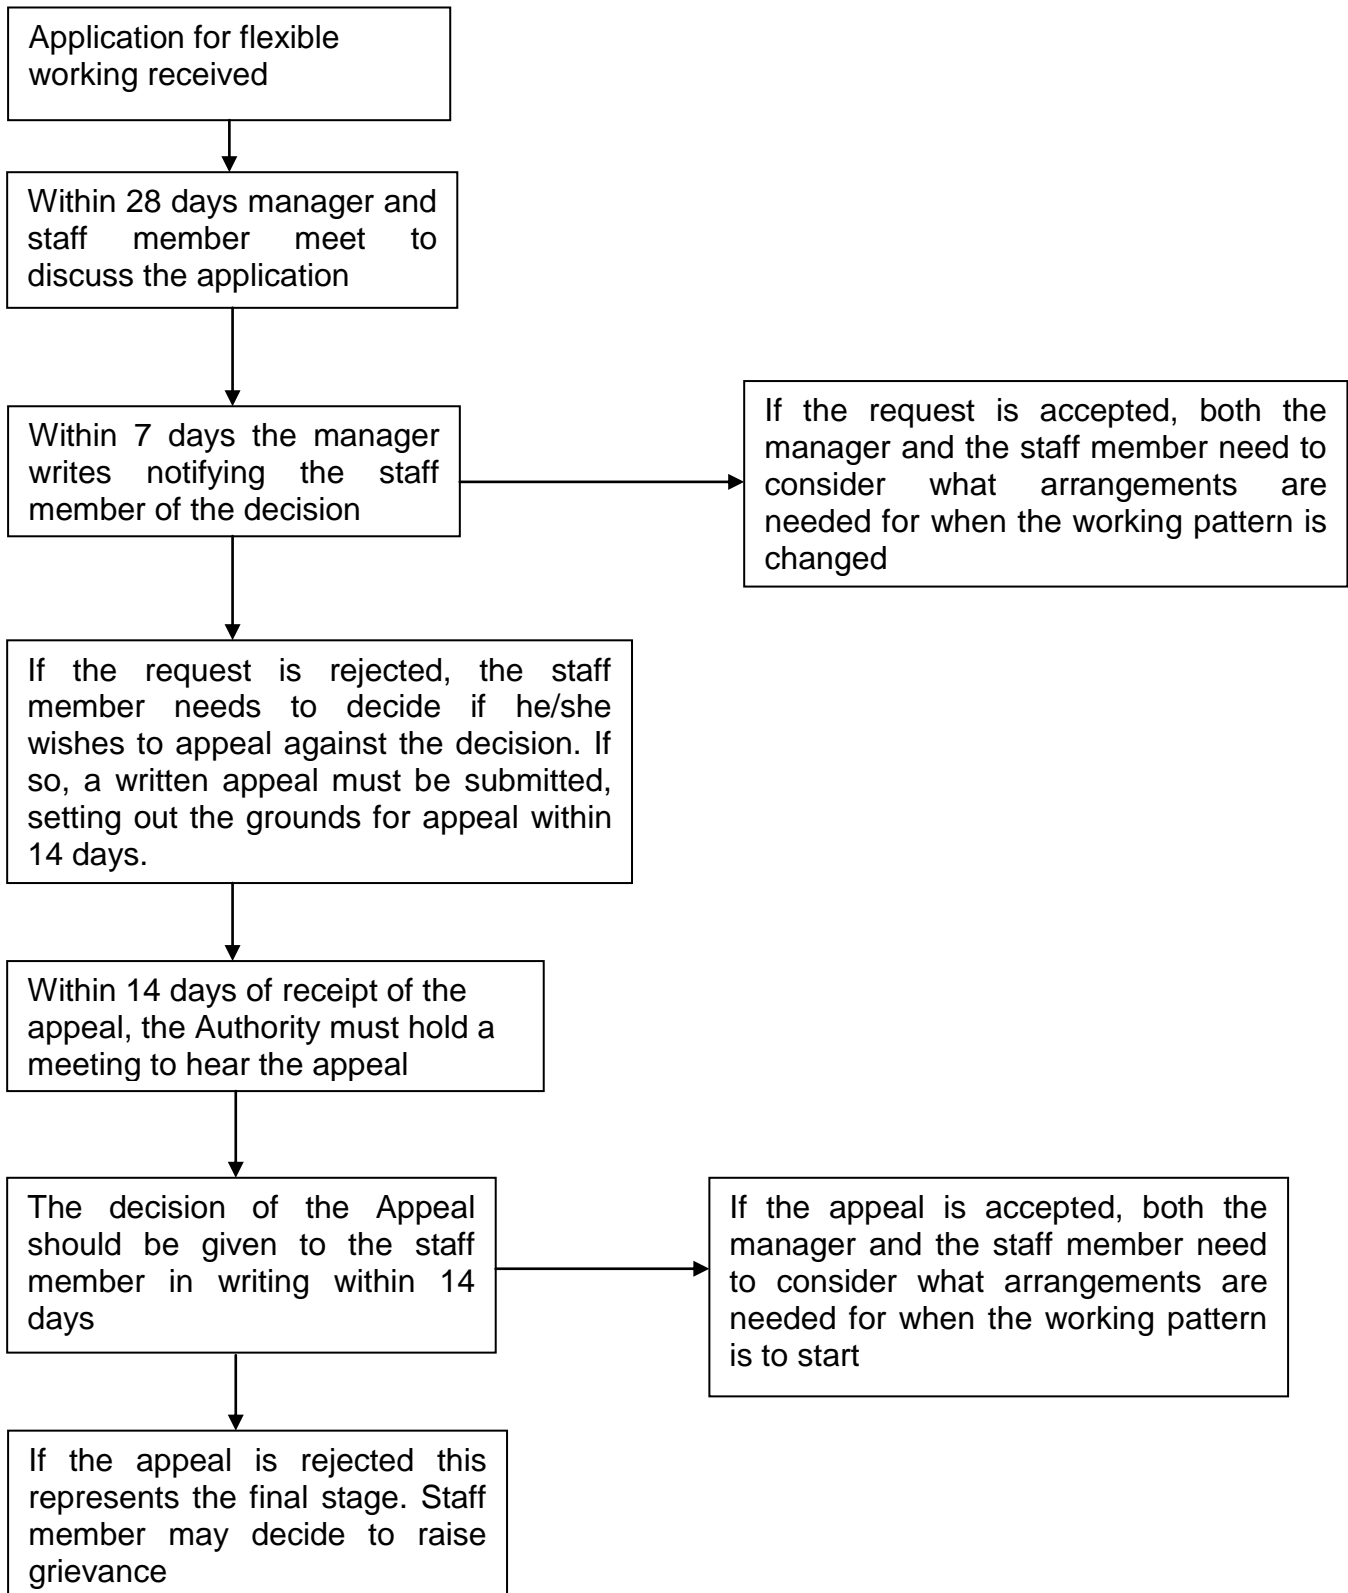 Application for flexible
working received
Within 28 days manager and
staff member meet to
discuss the application
Within 7 days the manager
writes notifying the staff
member of the decision
If the request is accepted, both the
manager and the staff member need to
consider what arrangements are
needed for when the working pattern is
changed
If the request is rejected, the staff
member needs to decide if he/she
wishes to appeal against the decision. If
so, a written appeal must be submitted,
setting out the grounds for appeal within
14 days.
Within 14 days of receipt of the
appeal, the Authority must hold a
meeting to hear the appeal
The decision of the Appeal
should be given to the staff
member in writing within 14
days
If the appeal is accepted, both the
manager and the staff member need
to consider what arrangements are
needed for when the working pattern
is to start
If the appeal is rejected this
represents the final stage. Staff
member may decide to raise
grievance